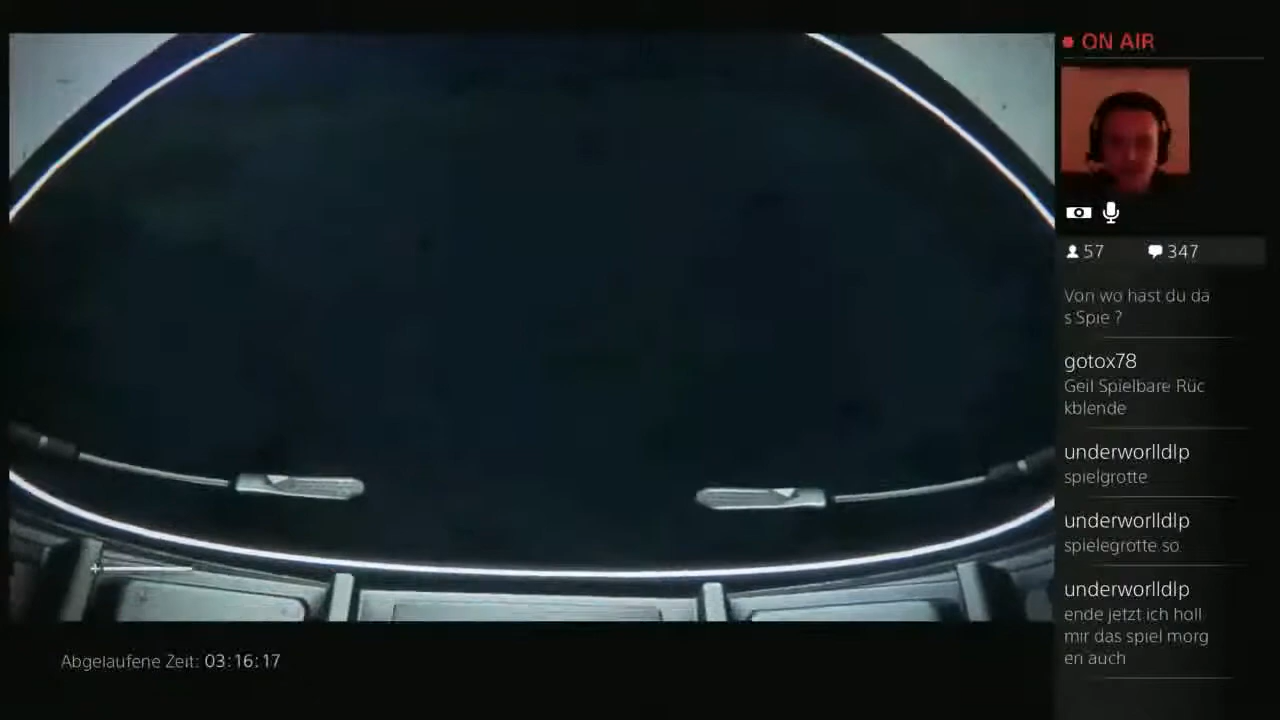 ON AIR
57 347
Von wo hast du da
s Spie ?
gotox78
Geil Spielbare Rüc
kblende
underworlldlp
spielgrotte
underworlldlp
spielegrotte so
underworlldlp
ende jetzt ich holl
mir das spiel morg
en auch
Abgelaufene Zeit: 03:16:17